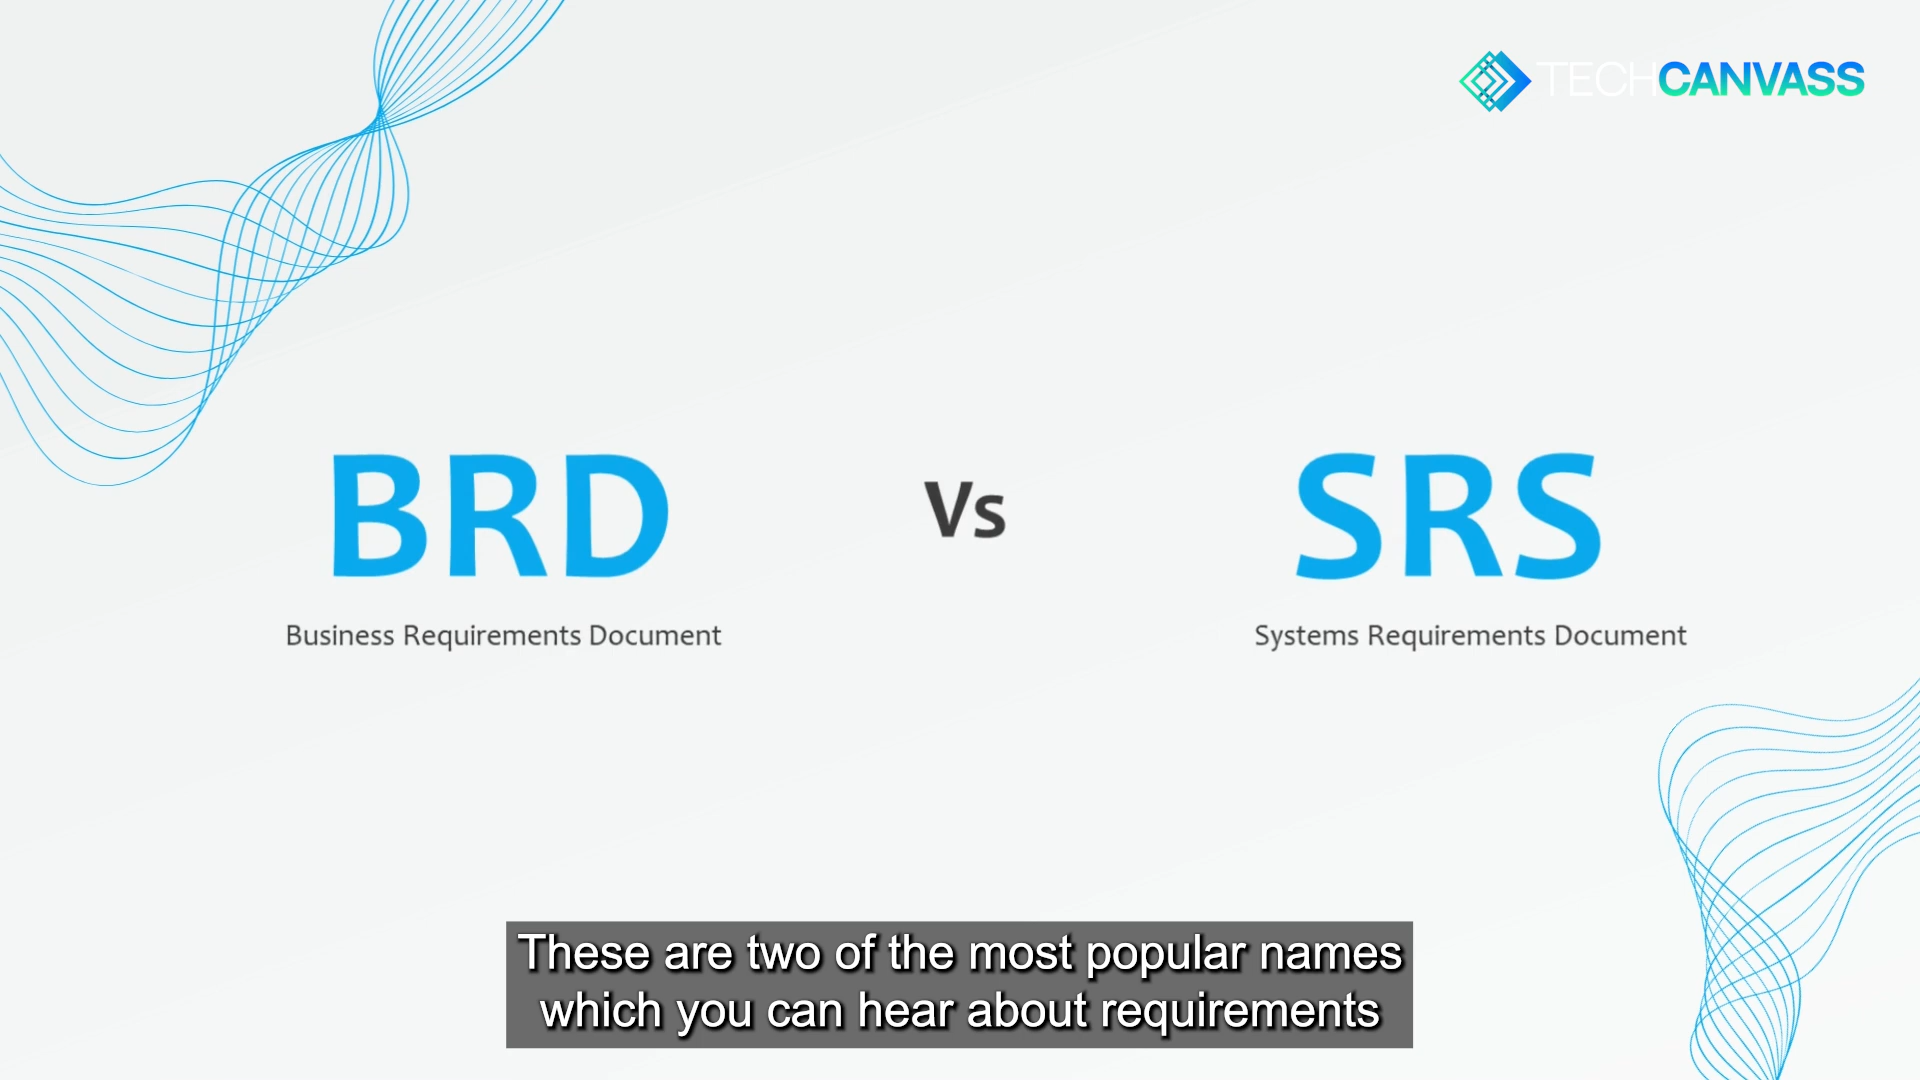 TECHCANVASS
BRD
Vs
SRS
Business Requirements Document
Systems Requirements Document
These are two of the most popular names
which you can hear about requirements